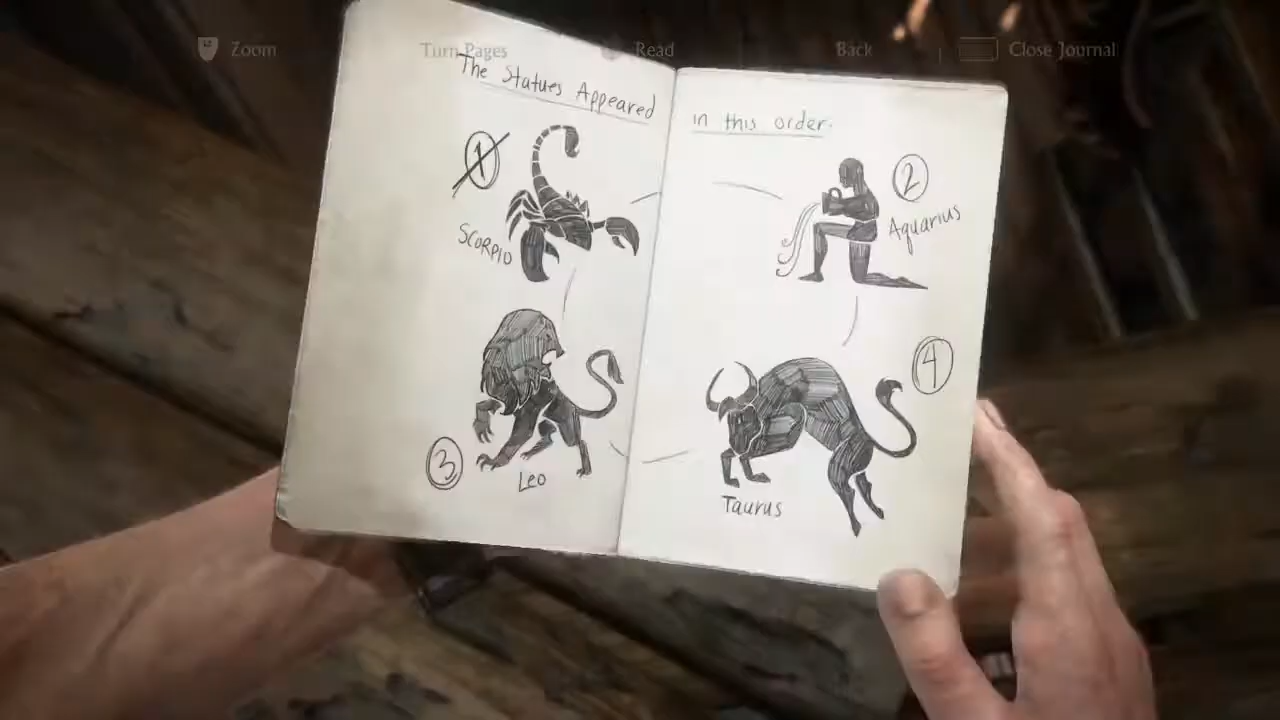 Zoom
Turn Pages
Read
Back
Close Journal
The Statues Appeared
in this order.
1
SCORPIO
2
Aquarius
3
Leo
4
Taurus